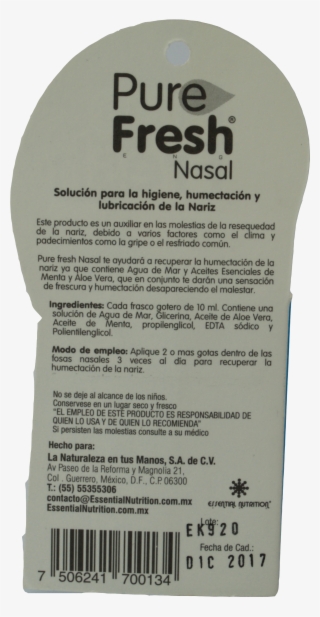 Pure
Fresh®
Nasal
Solución para la higiene, humectación y
lubricación de la Nariz
Este producto es un auxiliar en las molestias de la resequedad
de la nariz, debido a varios factores como el clima y
padecimientos como la gripe o el resfriado común.
Pure fresh Nasal te ayudará a recuperar la humectación de la
nariz ya que contiene Agua de Mar y Aceites Esenciales de
Menta y Aloe Vera, que en conjunto te darán una sensación
de frescura y humectación desapareciendo el malestar.
Ingredientes: Cada frasco gotero de 10 ml. Contiene una
solución de Agua de Mar, Glicerina, Aceite de Aloe Vera,
Aceite de Menta, propilenglicol, EDTA sódico y
Polientilenglicol.
Modo de empleo: Aplique 2 o mas gotas dentro de las
fosas nasales 3 veces al día para recuperar la
humectación de la nariz.
No se deje al alcance de los niños.
Conservese en un lugar seco y fresco
"EL EMPLEO DE ESTE PRODUCTO ES RESPONSABILIDAD DE
QUIEN LO USA Y DE QUIEN LO RECOMIENDA"
Si persisten las molestias consulte a su médico
Hecho para:
La Naturaleza en tus Manos, S.A. de C.V.
Av Paseo de la Reforma y Magnolia 21,
Col . Guerrero, México, D.F., C.P. 06300
T.: (55) 55355306
contacto@EssentialNutrition.com.mx
EssentialNutrition.com.mx
Lote:
EK920
Fecha de Cad.:
DIC 2017
7 506241 700134